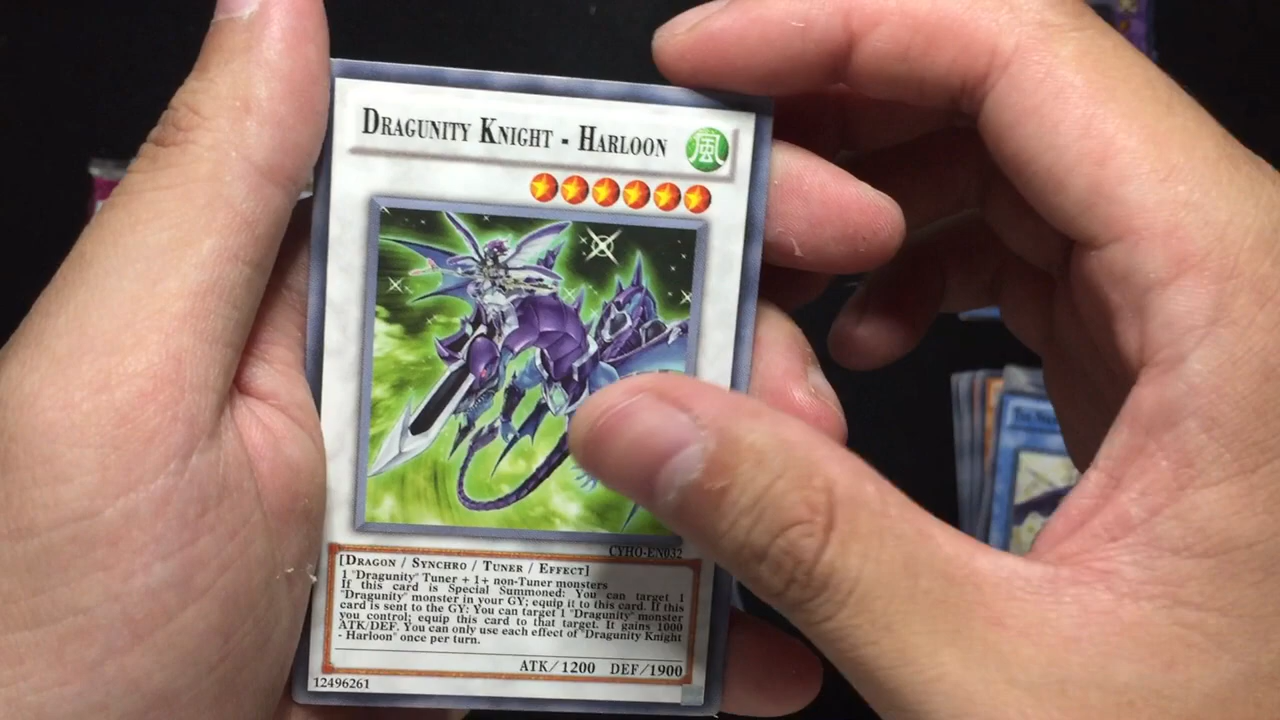 DRAGUNITY KNIGHT - HARLOON
風
CYHO-EN032
[DRAGON / SYNCHRO / TUNER / EFFECT]
1 "Dragunity" Tuner + 1+ non-Tuner monsters
If this card is Special Summoned: You can target 1
"Dragunity" monster in your GY; equip it to this card. If this
card is sent to the GY: You can target 1 "Dragunity" monster
you control; equip this card to that target. It gains 1000
ATK/DEF. You can only use each effect of "Dragunity Knight
- Harloon" once per turn.
ATK/1200 DEF/1900
12496261